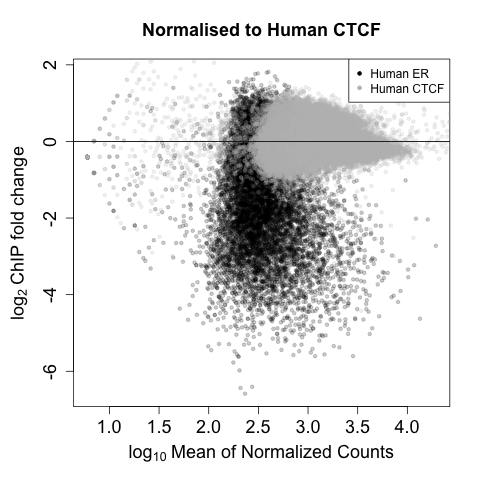 Normalised to Human CTCF
Human ER
Human CTCF
2
0
-2
-4
-6
log2 ChIP fold change
1.0 1.5 2.0 2.5 3.0 3.5 4.0
log10 Mean of Normalized Counts